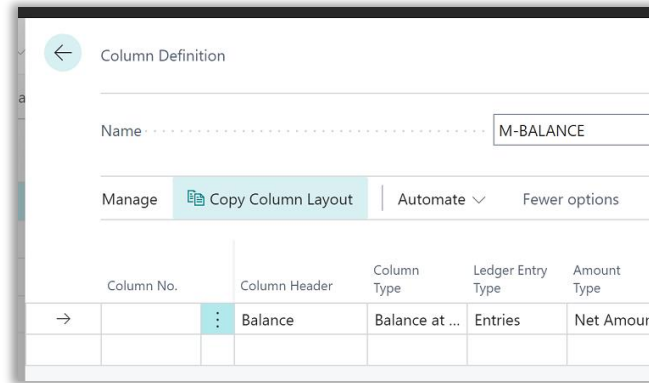 Column Definition
a
Name M-BALANCE
Manage Copy Column Layout Automate Fewer options
Column No. Column Header Column Type Ledger Entry Type Amount Type
Balance Balance at ... Entries Net Amour